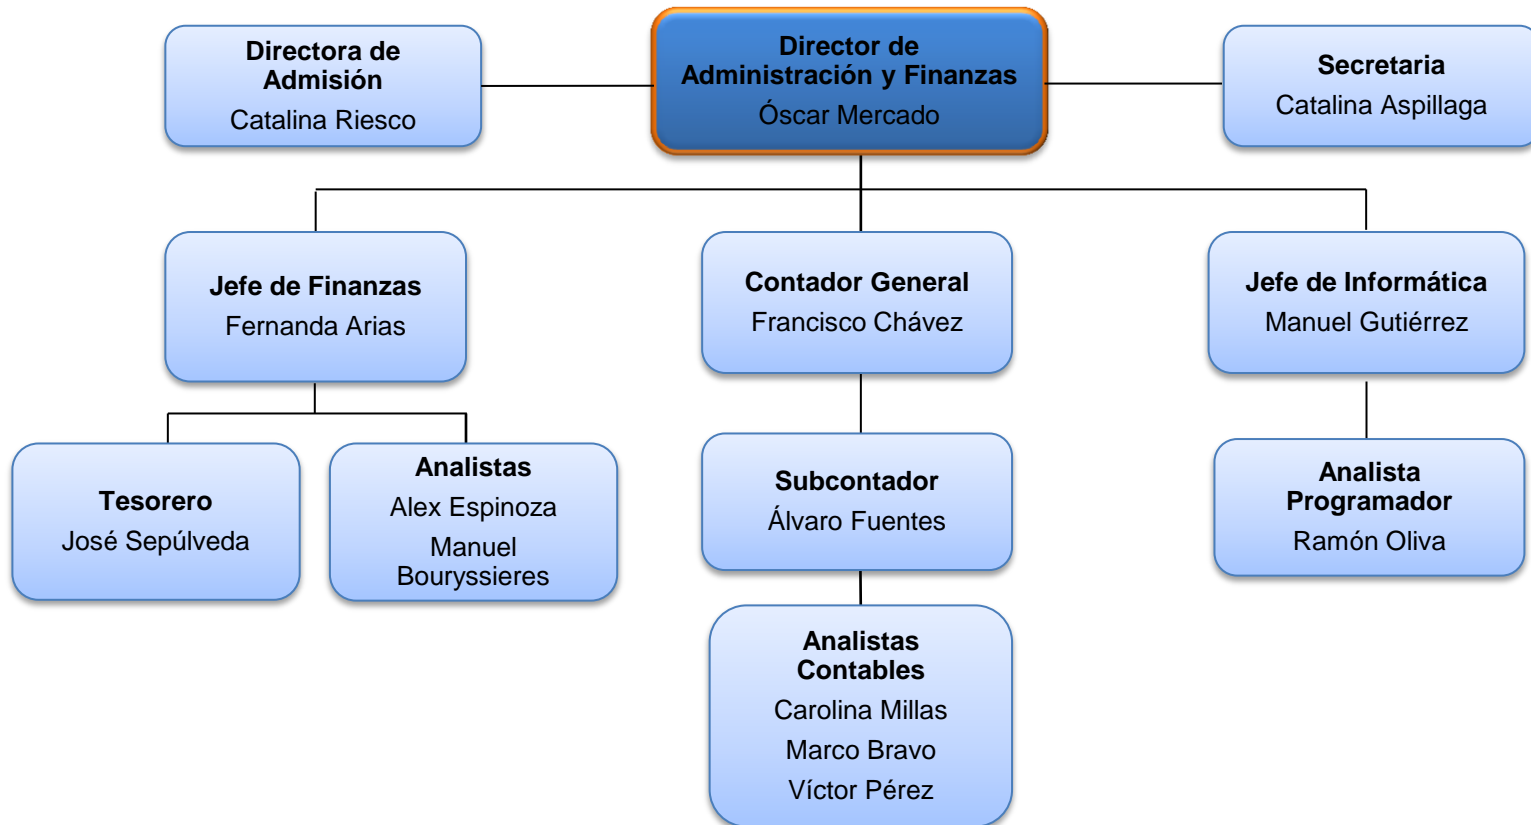 Directora de
Admisión
Catalina Riesco
Director de
Administración y Finanzas
Óscar Mercado
Secretaria
Catalina Aspillaga
Jefe de Finanzas
Fernanda Arias
Contador General
Francisco Chávez
Jefe de Informática
Manuel Gutiérrez
Tesorero
José Sepúlveda
Analistas
Alex Espinoza
Manuel
Bouryssieres
Subcontador
Álvaro Fuentes
Analista
Programador
Ramón Oliva
Analistas
Contables
Carolina Millas
Marco Bravo
Víctor Pérez